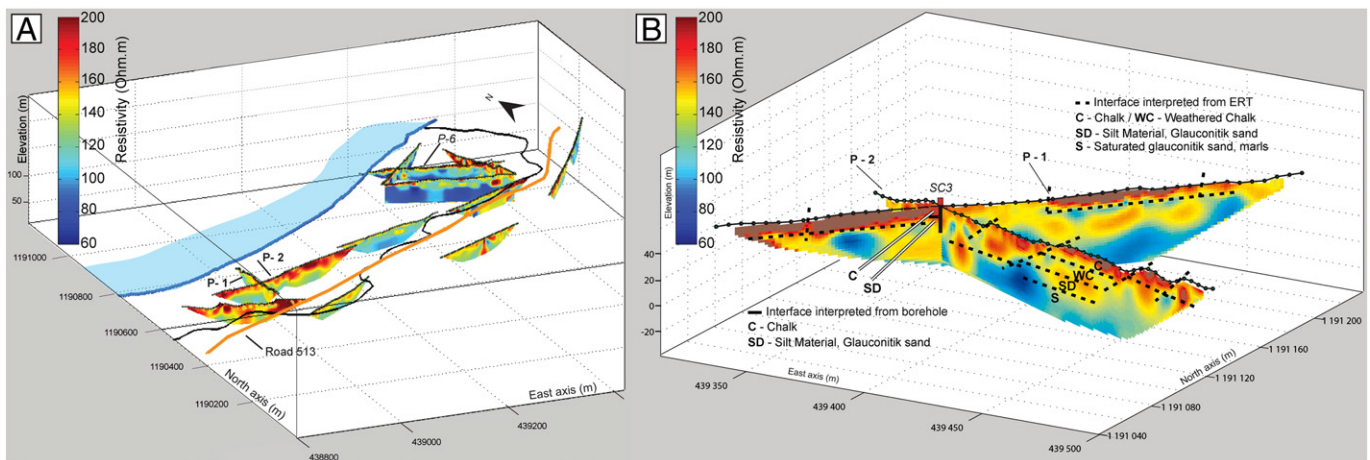 A
200
180
160
140
120
100
80
60
Resistivity (Ohm.m)
Elevation (m)
100
50
N
P-6
P- 2
P- 1
Road 513
1191000
1190800
1190600
1190400
1190200
North axis (m)
438800
439000
439200
East axis (m)
B
200
180
160
140
120
100
80
60
Resistivity (Ohm.m)
Elevation (m)
40
20
0
-20
P - 2
SC3
P - 1
Interface interpreted from ERT
C - Chalk / WC - Weathered Chalk
SD - Silt Material, Glauconitik sand
S - Saturated glauconitik sand, marls
C
SD
C
WC
SD
S
Interface interpreted from borehole
C - Chalk
SD - Silt Material, Glauconitik sand
439 350
439 400
439 450
439 500
East axis (m)
North axis (m)
1 191 200
1 191 160
1 191 120
1 191 080
1 191 040